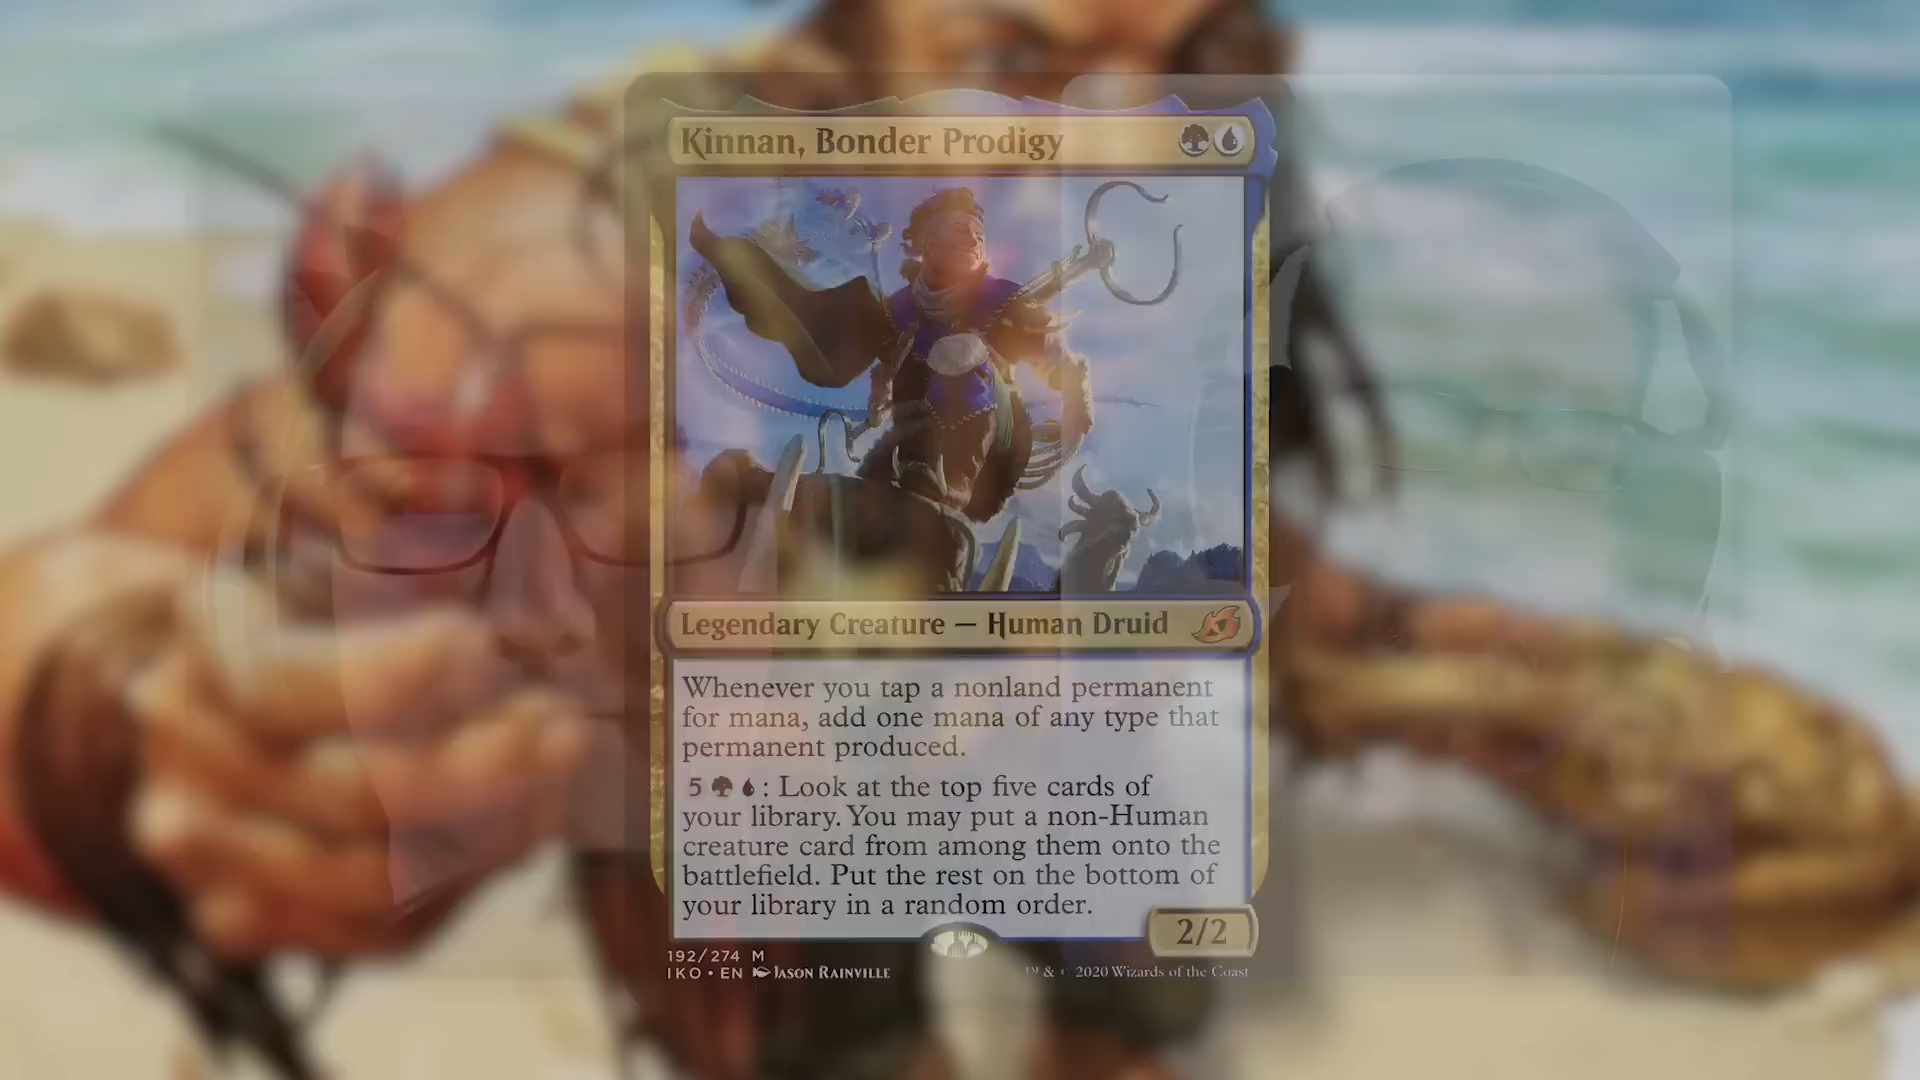 Kinnan, Bonder Prodigy
Legendary Creature — Human Druid
Whenever you tap a nonland permanent
for mana, add one mana of any type that
permanent produced.
5 : Look at the top five cards of
your library. You may put a non-Human
creature card from among them onto the
battlefield. Put the rest on the bottom of
your library in a random order.
2/2
192/274 M
IKO • EN Jason Rainville
™ & © 2020 Wizards of the Coast